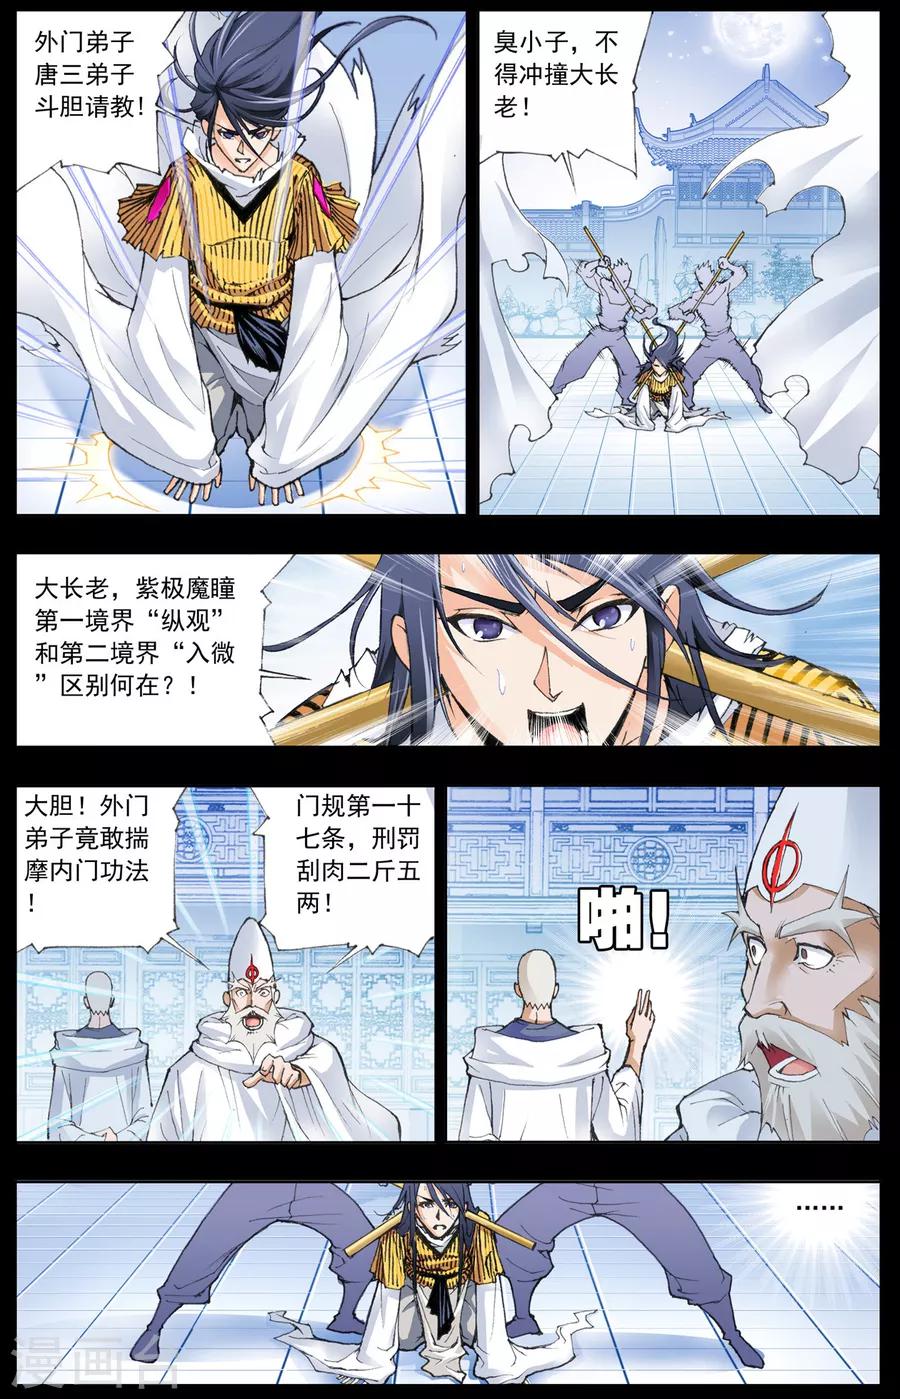 外门弟子
唐三弟子
斗胆请教！
臭小子，不
得冲撞大长
老！
大长老，紫极魔瞳
第一境界“纵观”
和第二境界“入微
”区别何在？！
大胆！外门
弟子竟敢揣
摩内门功法
！
门规第一十
七条，刑罚
刮肉二斤五
两！
啪！
……
漫画台